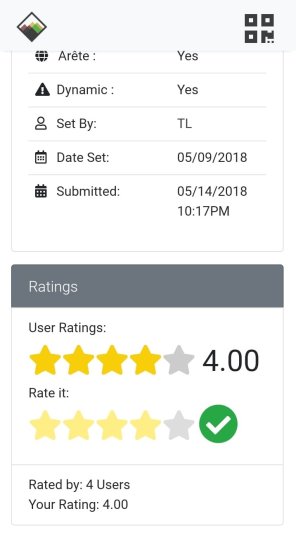 Arête : Yes
Dynamic : Yes
Set By: TL
Date Set: 05/09/2018
Submitted: 05/14/2018
10:17PM
Ratings
User Ratings:
4.00
Rate it:
Rated by: 4 Users
Your Rating: 4.00